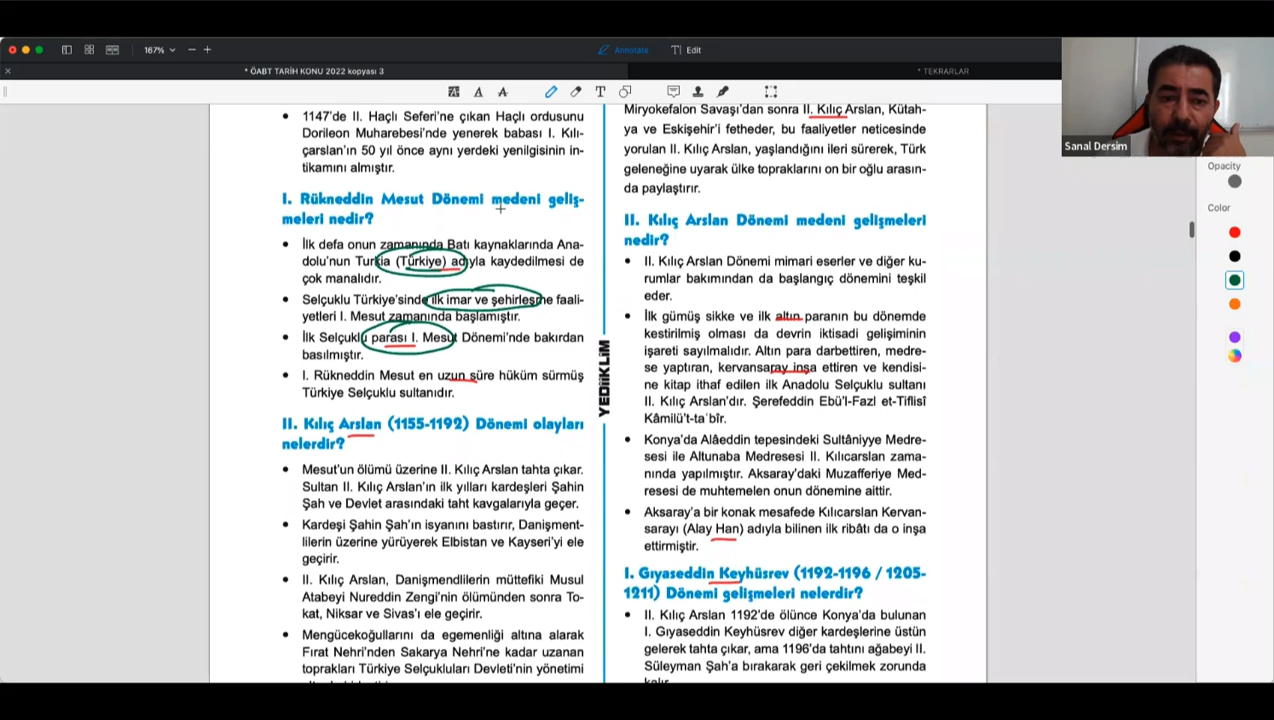 167%
Annotate
Edit
* ÖABT TARİH KONU 2022 kopyası 3
* TEKRARLAR
1147'de II. Haçlı Seferi'ne çıkan Haçlı ordusunu
Dorileon Muharebesi'nde yenerek babası I. Kılı-
çarslan'ın 50 yıl önce aynı yerdeki yenilgisinin in-
tikamını almıştır.
I. Rükneddin Mesut Dönemi medeni geliş-
meleri nedir?
İlk defa onun zamanında Batı kaynaklarında Ana-
dolu'nun Turkia (Türkiye) adıyla kaydedilmesi de
çok manalıdır.
Selçuklu Türkiye'sinde ilk imar ve şehirleşme faali-
yetleri I. Mesut zamanında başlamıştır.
İlk Selçuklu parası I. Mesut Dönemi'nde bakırdan
basılmıştır.
I. Rükneddin Mesut en uzun süre hüküm sürmüş
Türkiye Selçuklu sultanıdır.
II. Kılıç Arslan (1155-1192) Dönemi olayları
nelerdir?
Mesut'un ölümü üzerine II. Kılıç Arslan tahta çıkar.
Sultan II. Kılıç Arslan'ın ilk yılları kardeşleri Şahin
Şah ve Devlet arasındaki taht kavgalarıyla geçer.
Kardeşi Şahin Şah'ın isyanını bastırır, Danişment-
lilerin üzerine yürüyerek Elbistan ve Kayseri'yi ele
geçirir.
II. Kılıç Arslan, Danişmendlilerin müttefiki Musul
Atabeyi Nureddin Zengi'nin ölümünden sonra To-
kat, Niksar ve Sivas'ı ele geçirir.
Mengücekoğullarını da egemenliği altına alarak
Fırat Nehri'nden Sakarya Nehri'ne kadar uzanan
toprakları Türkiye Selçukluları Devleti'nin yönetimi
YEDİİKLİM
Miryokefalon Savaşı'dan sonra II. Kılıç Arslan, Kütah-
ya ve Eskişehir'i fetheder, bu faaliyetler neticesinde
yorulan II. Kılıç Arslan, yaşlandığını ileri sürerek, Türk
geleneğine uyarak ülke topraklarını on bir oğlu arasın-
da paylaştırır.
II. Kılıç Arslan Dönemi medeni gelişmeleri
nedir?
II. Kılıç Arslan Dönemi mimari eserler ve diğer ku-
rumlar bakımından da başlangıç dönemini teşkil
eder.
İlk gümüş sikke ve ilk altın paranın bu dönemde
kestirilmiş olması da devrin iktisadi gelişiminin
işareti sayılmalıdır. Altın para darbettiren, medre-
se yaptıran, kervansaray inşa ettiren ve kendisi-
ne kitap ithaf edilen ilk Anadolu Selçuklu sultanı
II. Kılıç Arslan'dır. Şerefeddin Ebü'l-Fazl et-Tiflisî
Kâmilü't-ta'bîr.
Konya'da Alâeddin tepesindeki Sultâniyye Medre-
sesi ile Altunaba Medresesi II. Kılıcarslan zama-
nında yapılmıştır. Aksaray'daki Muzafferiye Med-
resesi de muhtemelen onun dönemine aittir.
Aksaray'a bir konak mesafede Kılıcarslan Kervan-
sarayı (Alay Han) adıyla bilinen ilk ribâtı da o inşa
ettirmiştir.
I. Gıyaseddin Keyhüsrev (1192-1196 / 1205-
1211) Dönemi gelişmeleri nelerdir?
II. Kılıç Arslan 1192'de ölünce Konya'da bulunan
I. Gıyaseddin Keyhüsrev diğer kardeşlerine üstün
gelerek tahta çıkar, ama 1196'da tahtını ağabeyi II.
Süleyman Şah'a bırakarak geri çekilmek zorunda
Sanal Dersim
Opacity
Color